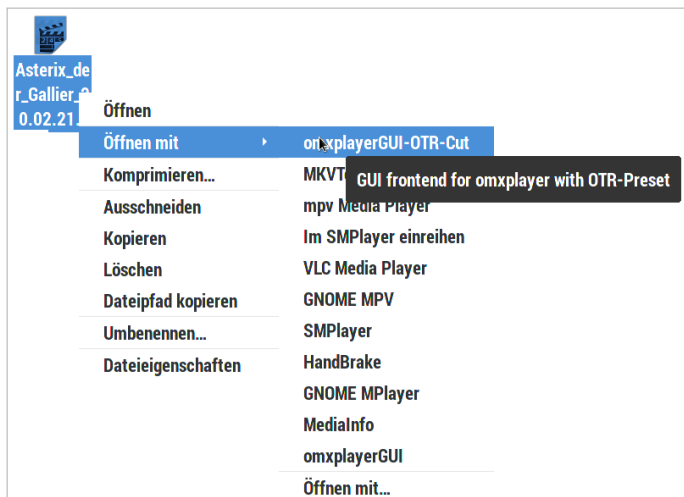 Asterix_de
r_Gallier_
0.02.21.
Öffnen
Öffnen mit
Komprimieren...
Ausschneiden
Kopieren
Löschen
Dateipfad kopieren
Umbenennen...
Dateieigenschaften
omxplayerGUI-OTR-Cut
GUI frontend for omxplayer with OTR-Preset
mpv Media Player
Im SMPlayer einreihen
VLC Media Player
GNOME MPV
SMPlayer
HandBrake
GNOME MPlayer
MediaInfo
omxplayerGUI
Öffnen mit...